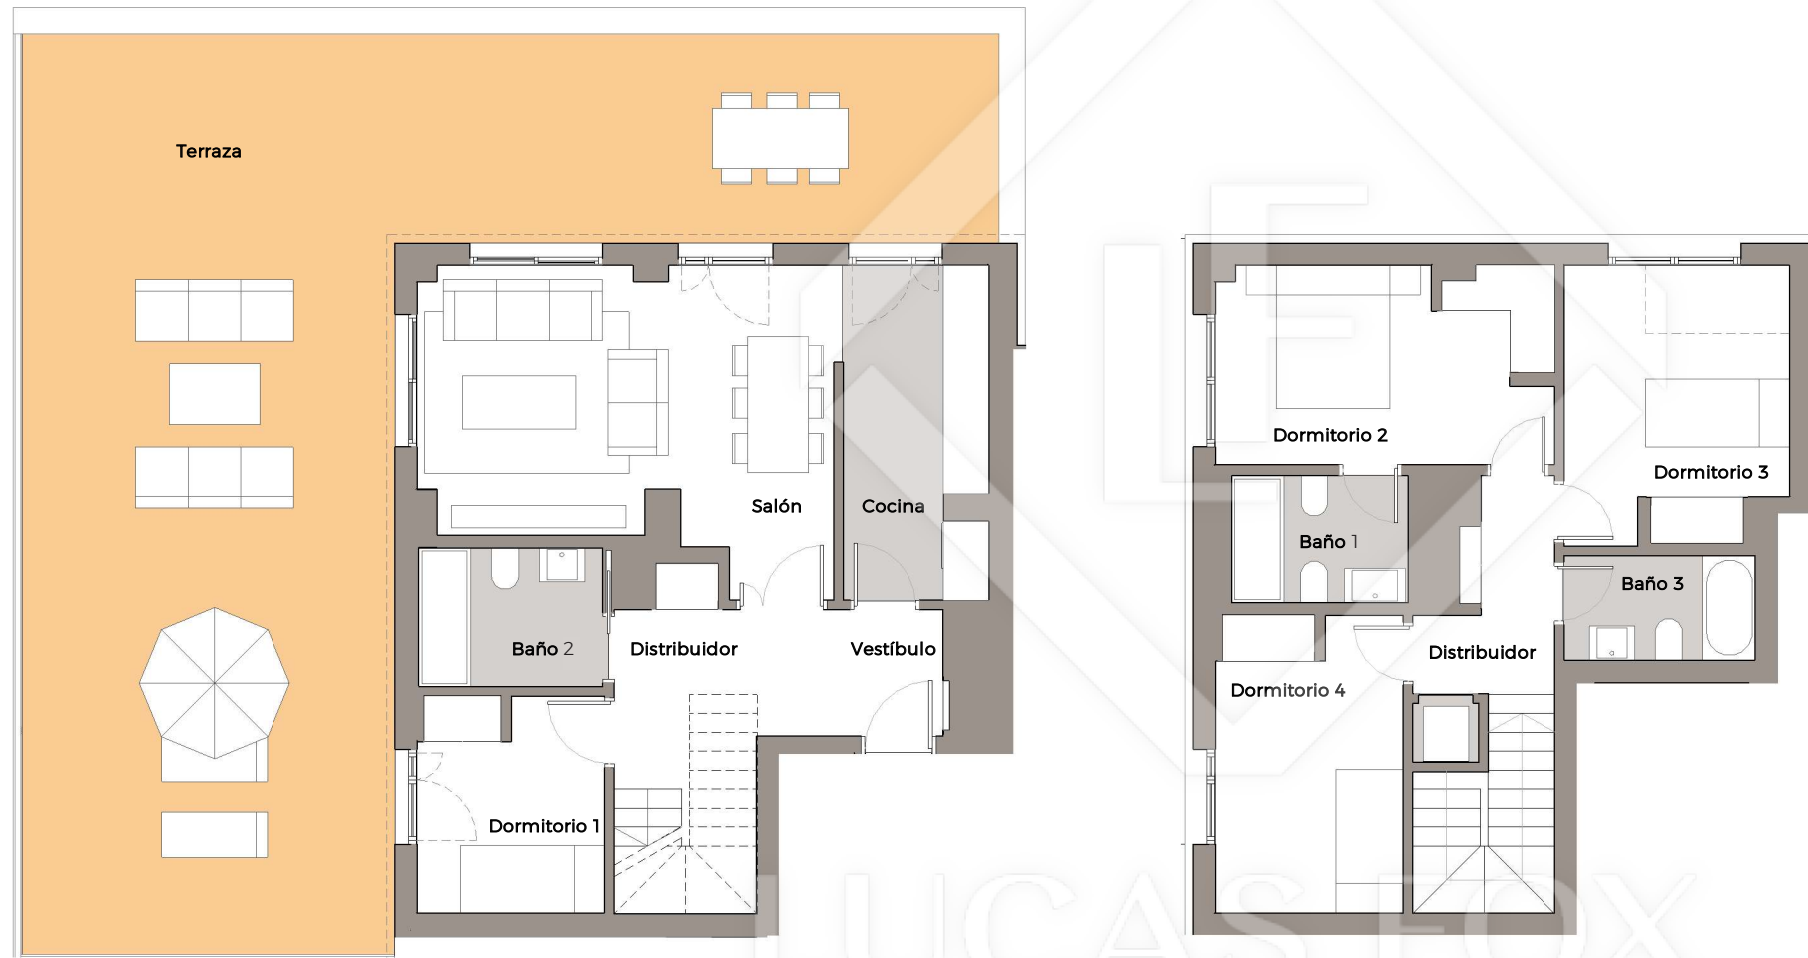 Terraza
Salón
Cocina
Baño 2
Distribuidor
Vestíbulo
Dormitorio 1
Dormitorio 2
Dormitorio 3
Baño 1
Baño 3
Distribuidor
Dormitorio 4
LF
LUCAS FOX